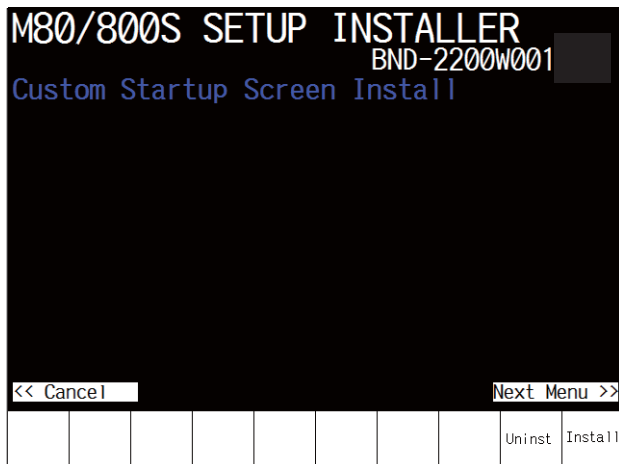 M80/800S SETUP INSTALLER
BND-2200W001
Custom Startup Screen Install
<< Cancel
Next Menu >>
Uninst
Install